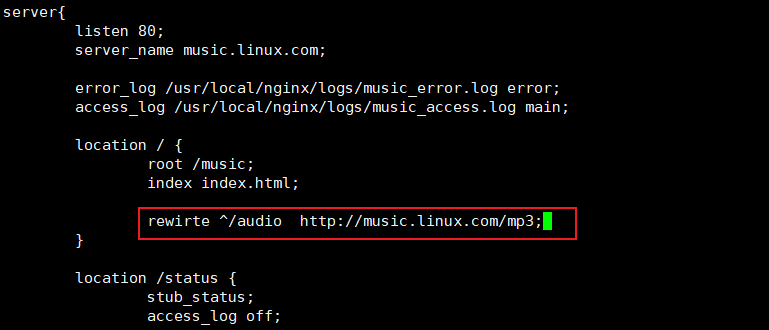 server{
listen 80;
server_name music.linux.com;
error_log /usr/local/nginx/logs/music_error.log error;
access_log /usr/local/nginx/logs/music_access.log main;
location / {
root /music;
index index.html;
rewirte ^/audio  http://music.linux.com/mp3;
}
location /status {
stub_status;
access_log off;